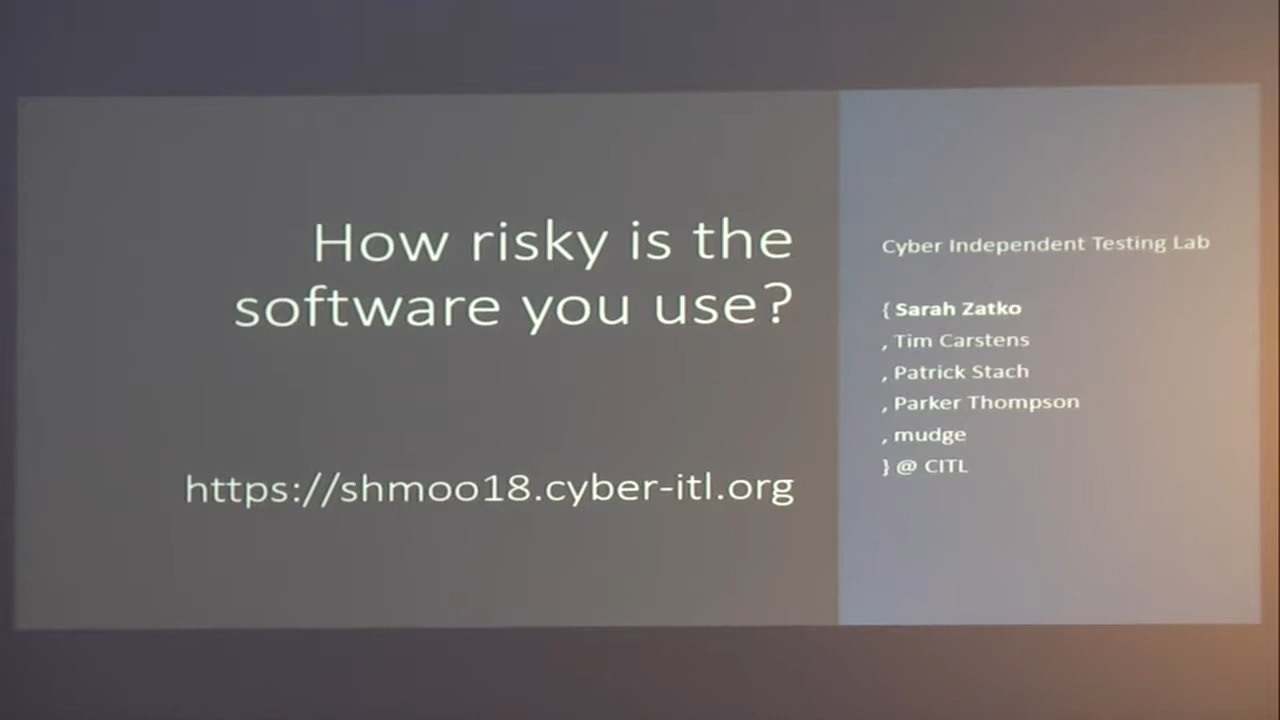 How risky is the
software you use?
https://shmoo18.cyber-itl.org
Cyber Independent Testing Lab
{ Sarah Zatko
, Tim Carstens
, Patrick Stach
, Parker Thompson
, mudge
} @ CITL